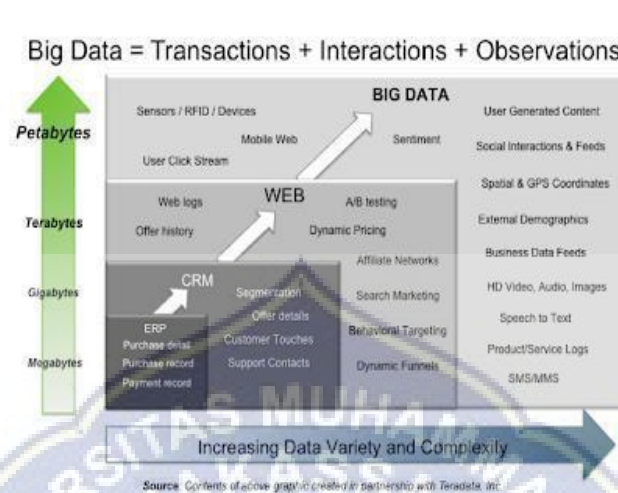 Big Data = Transactions + Interactions + Observations
BIG DATA
Petabytes
Sensors / RFID / Devices
User Generated Content
Mobile Web
Sentiment
Social Interactions & Feeds
User Click Stream
Spatial & GPS Coordinates
WEB
Web logs
A/B testing
Terabytes
Offer history
Dynamic Pricing
External Demographics
Affiliate Networks
Business Data Feeds
CRM
Gigabytes
Segmentation
Search Marketing
HD Video, Audio, Images
Offer details
ERP
Customer Touches
Behavioral Targeting
Speech to Text
Purchase detail
Product/Service Logs
Megabytes
Purchase record
Support Contacts
Dynamic Funnels
Payment record
SMS/MMS
SITAS MUHA
Increasing Data Variety and Complexity
KASS
Source: Contents of above graphic created in partnership with Teradata, Inc.